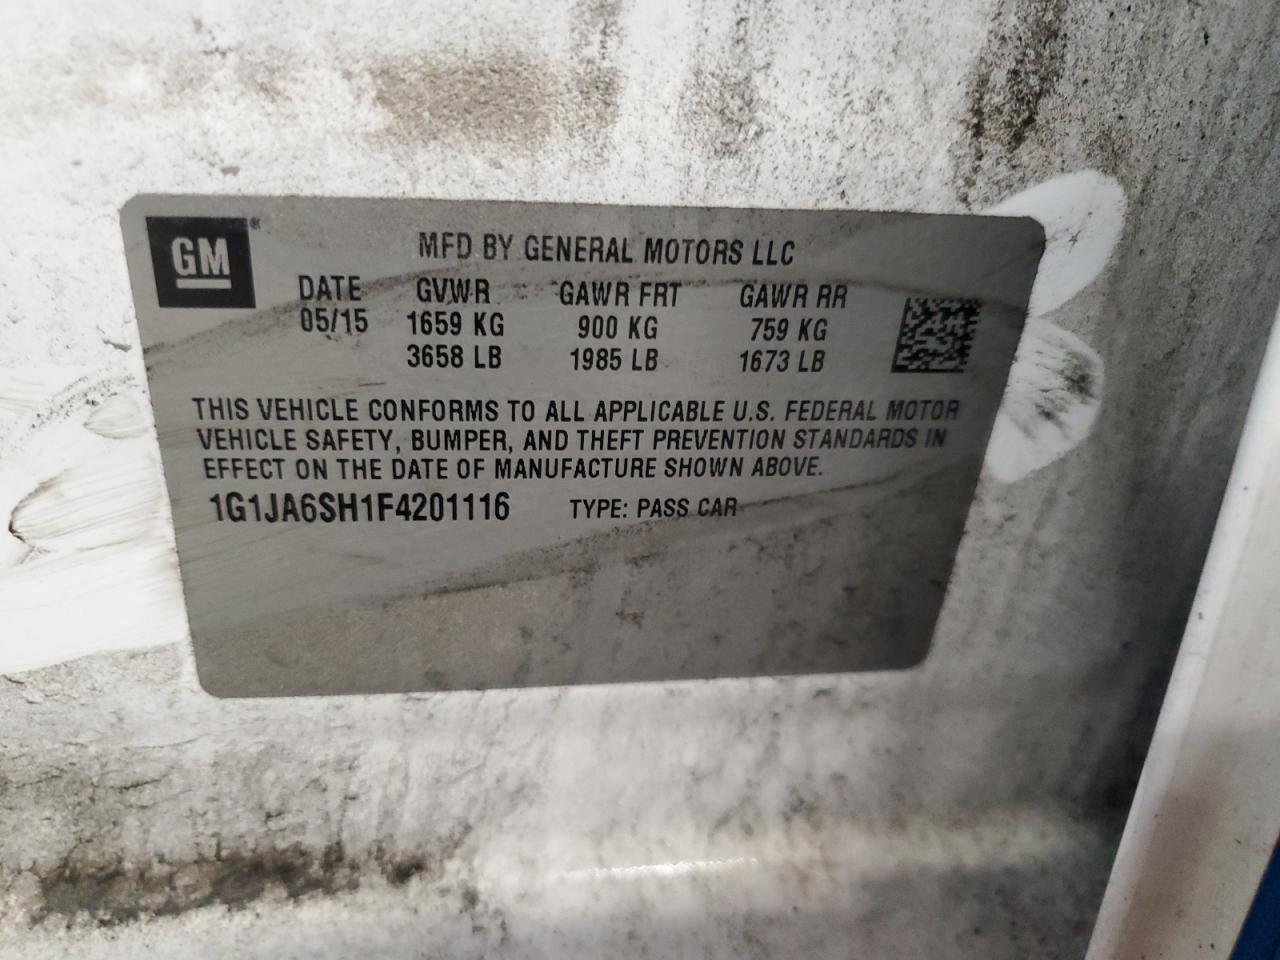 GM ®
MFD BY GENERAL MOTORS LLC
DATE GVWR GAWR FRT GAWR RR
05/15 1659 KG 900 KG 759 KG
3658 LB 1985 LB 1673 LB
THIS VEHICLE CONFORMS TO ALL APPLICABLE U.S. FEDERAL MOTOR
VEHICLE SAFETY, BUMPER, AND THEFT PREVENTION STANDARDS IN
EFFECT ON THE DATE OF MANUFACTURE SHOWN ABOVE.
1G1JA6SH1F4201116 TYPE: PASS CAR